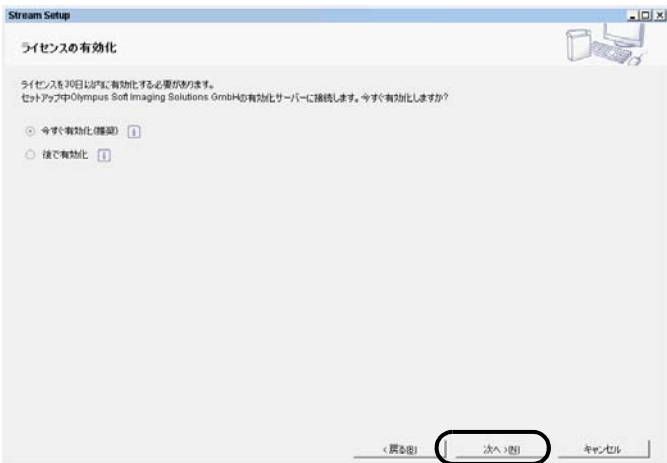 Stream Setup
ライセンスの有効化
ライセンスを30日以内に有効化する必要があります。
セットアップ中Olympus Soft Imaging Solutions GmbHの有効化サーバーに接続します。今すぐ有効化しますか?
今すぐ有効化(推奨)
後で有効化
<戻る(B) 次へ>(N) キャンセル